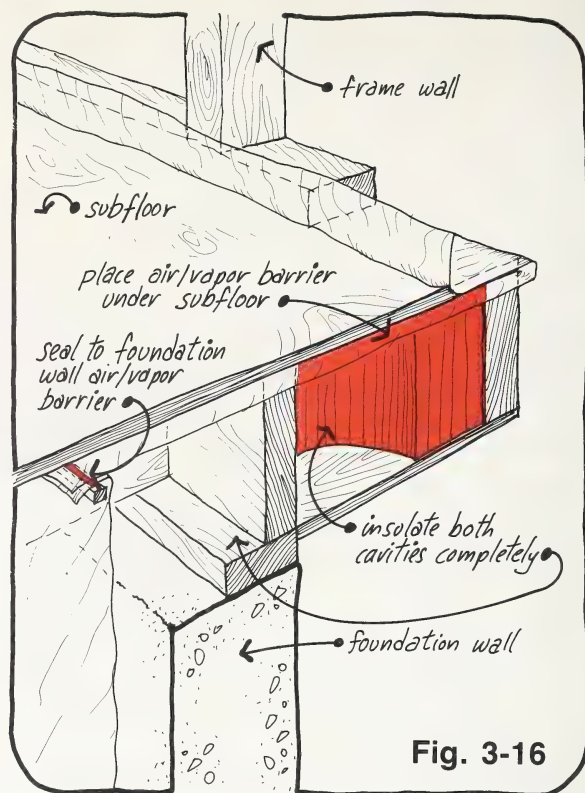 frame wall
subfloor
place air/vapor barrier
under subfloor
seal to foundation
wall air/vapor
barrier
insulate both
cavities completely
foundation wall
Fig. 3-16